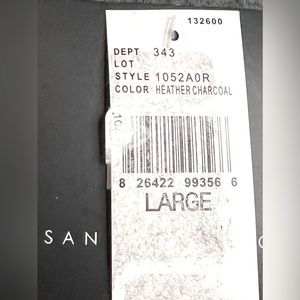 132600
DEPT 343
LOT
STYLE 1052A0R
COLOR HEATHER CHARCOAL
8 26422 99356 6
LARGE
SAN